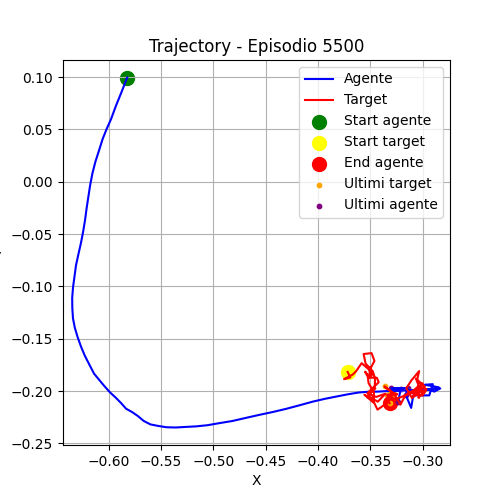 Trajectory - Episodio 5500
Agente
Target
Start agente
Start target
End agente
Ultimi target
Ultimi agente
0.10
0.05
0.00
−0.05
−0.10
−0.15
−0.20
−0.25
−0.60 −0.55 −0.50 −0.45 −0.40 −0.35 −0.30
X